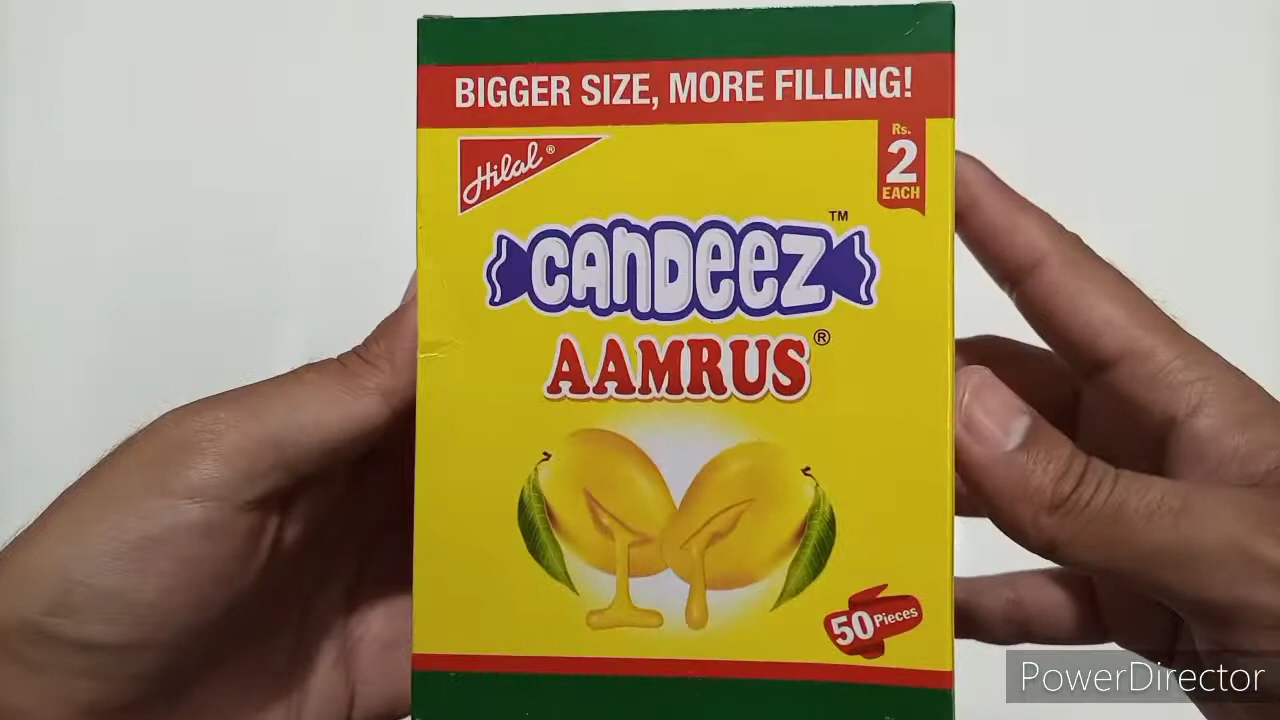 BIGGER SIZE, MORE FILLING!
Hilal®
Rs.
2
EACH
CANDEEZ™
AAMRUS®
50 Pieces
PowerDirector